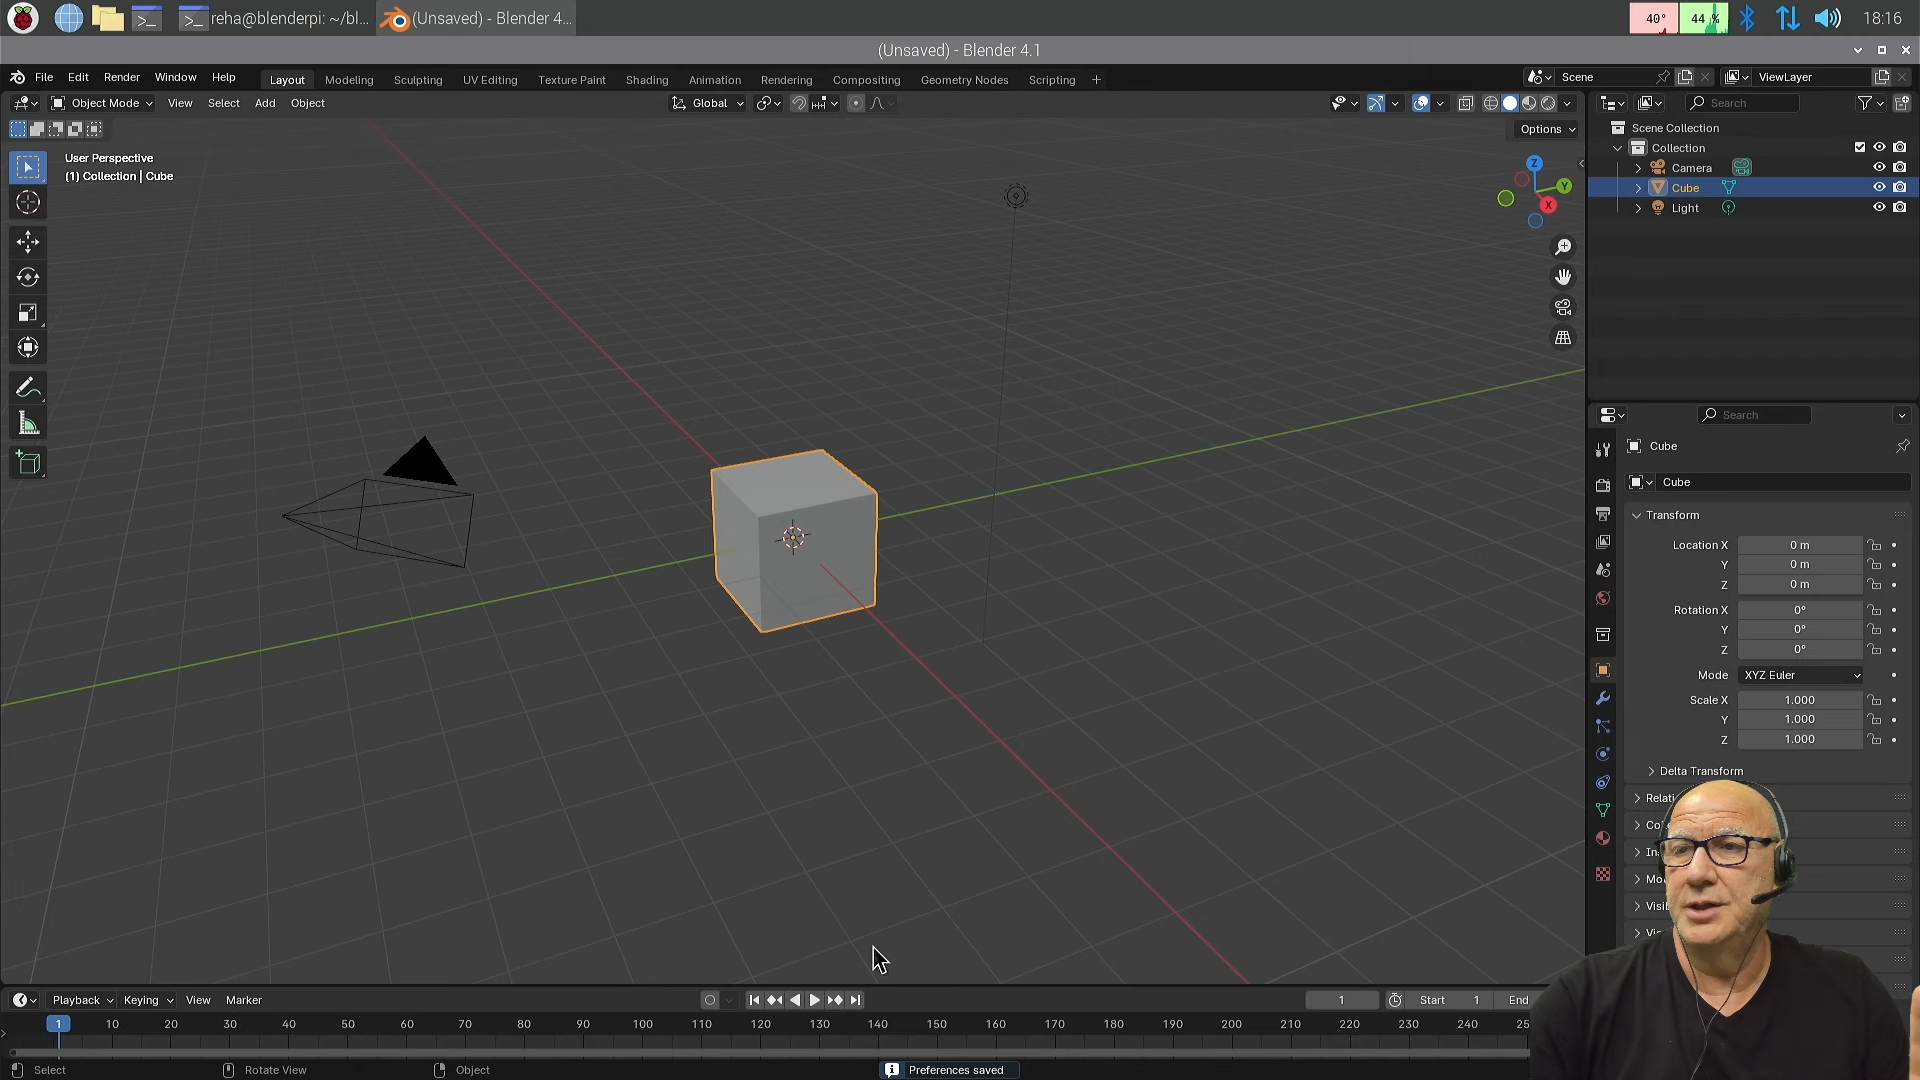 reha@blenderpi: ~/bl...
(Unsaved) - Blender 4...
40°
44 %
18:16
(Unsaved) - Blender 4.1
File Edit Render Window Help
Layout Modeling Sculpting UV Editing Texture Paint Shading Animation Rendering Compositing Geometry Nodes Scripting +
Scene
ViewLayer
Object Mode View Select Add Object
Global
Search
Options
User Perspective
(1) Collection | Cube
Z
Y
X
Scene Collection
Collection
Camera
Cube
Light
Search
Cube
Cube
Transform
Location X 0 m
Y 0 m
Z 0 m
Rotation X 0°
Y 0°
Z 0°
Mode XYZ Euler
Scale X 1.000
Y 1.000
Z 1.000
Delta Transform
Playback Keying View Marker
1
Start 1 End
1 10 20 30 40 50 60 70 80 90 100 110 120 130 140 150 160 170 180 190 200 210 220 230 240
Select Rotate View Object
Preferences saved